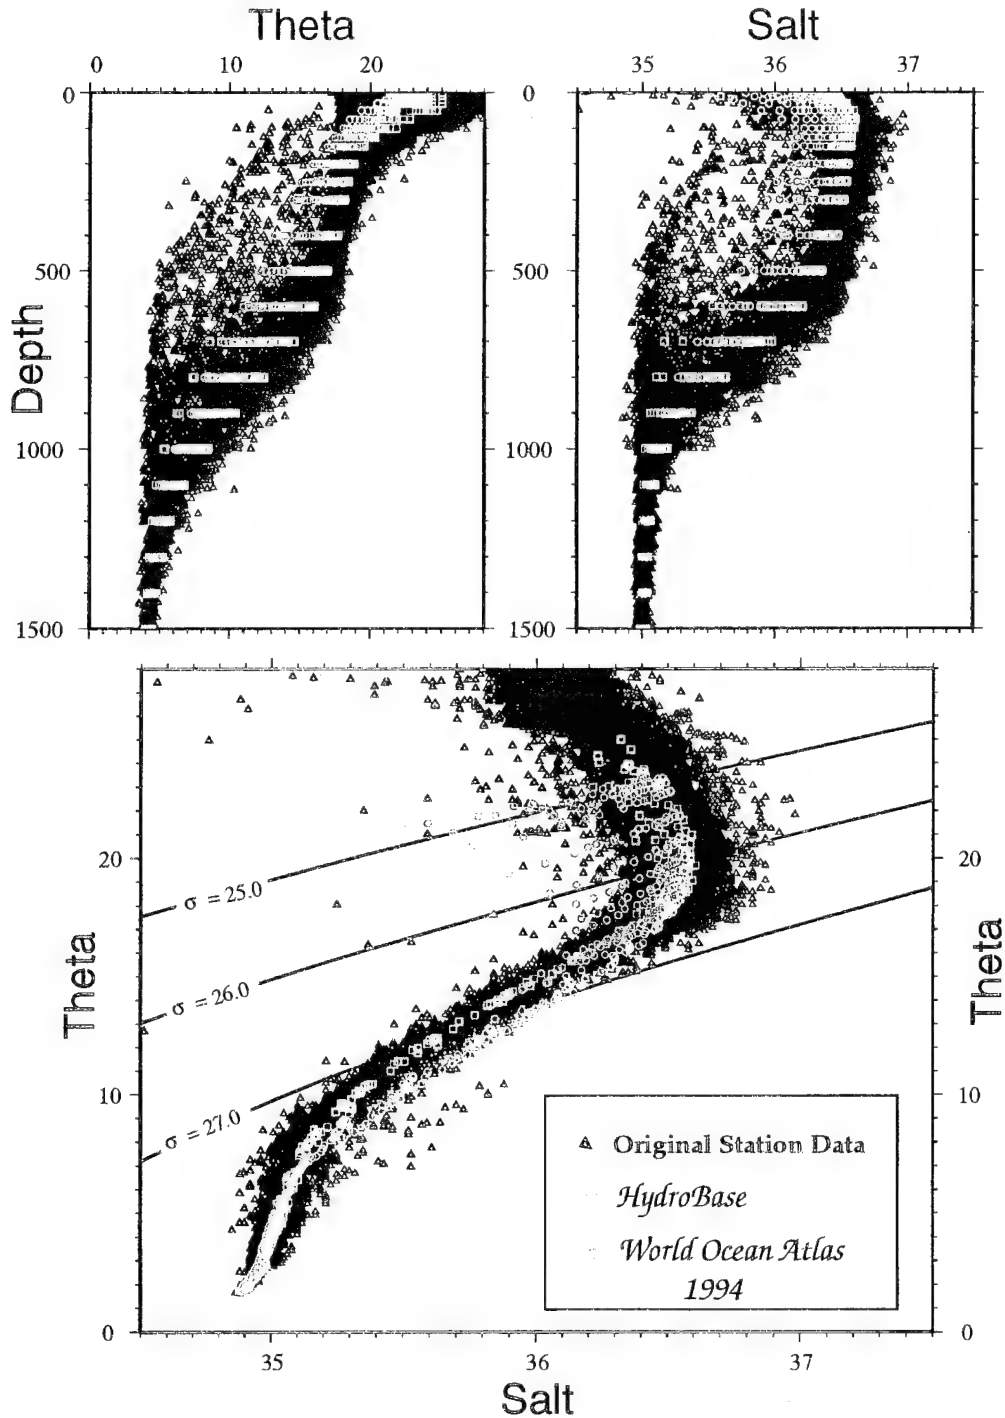 Theta
Salt
0 10 20
35 36 37
0
500
1000
1500
0
500
1000
1500
Depth
σ = 25.0
σ = 26.0
σ = 27.0
20
10
0
20
10
0
Theta
Theta
Original Station Data
HydroBase
World Ocean Atlas
1994
35 36 37
Salt